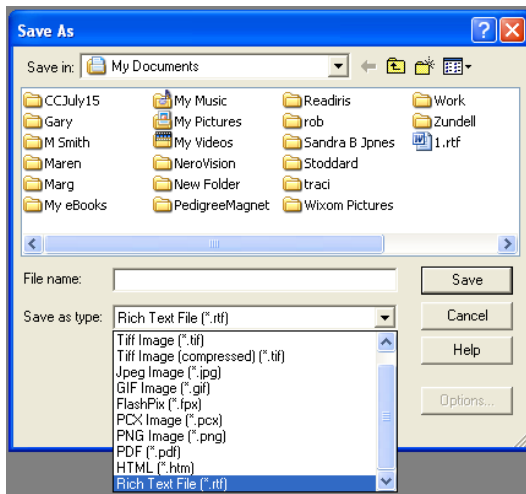 Save As
Save in: My Documents
CCJuly15
Gary
M Smith
Maren
Marg
My eBooks
My Music
My Pictures
My Videos
NeroVision
New Folder
PedigreeMagnet
Readiris
rob
Sandra B Jpnes
Stoddard
traci
Wixom Pictures
Work
Zundell
1.rtf
File name:
Save
Save as type: Rich Text File (*.rtf)
Cancel
Tiff Image (*.tif)
Tiff Image (compressed) (*.tif)
Jpeg Image (*.jpg)
Help
GIF Image (*.gif)
FlashPix (*.fpx)
Options...
PCX Image (*.pcx)
PNG Image (*.png)
PDF (*.pdf)
HTML (*.htm)
Rich Text File (*.rtf)